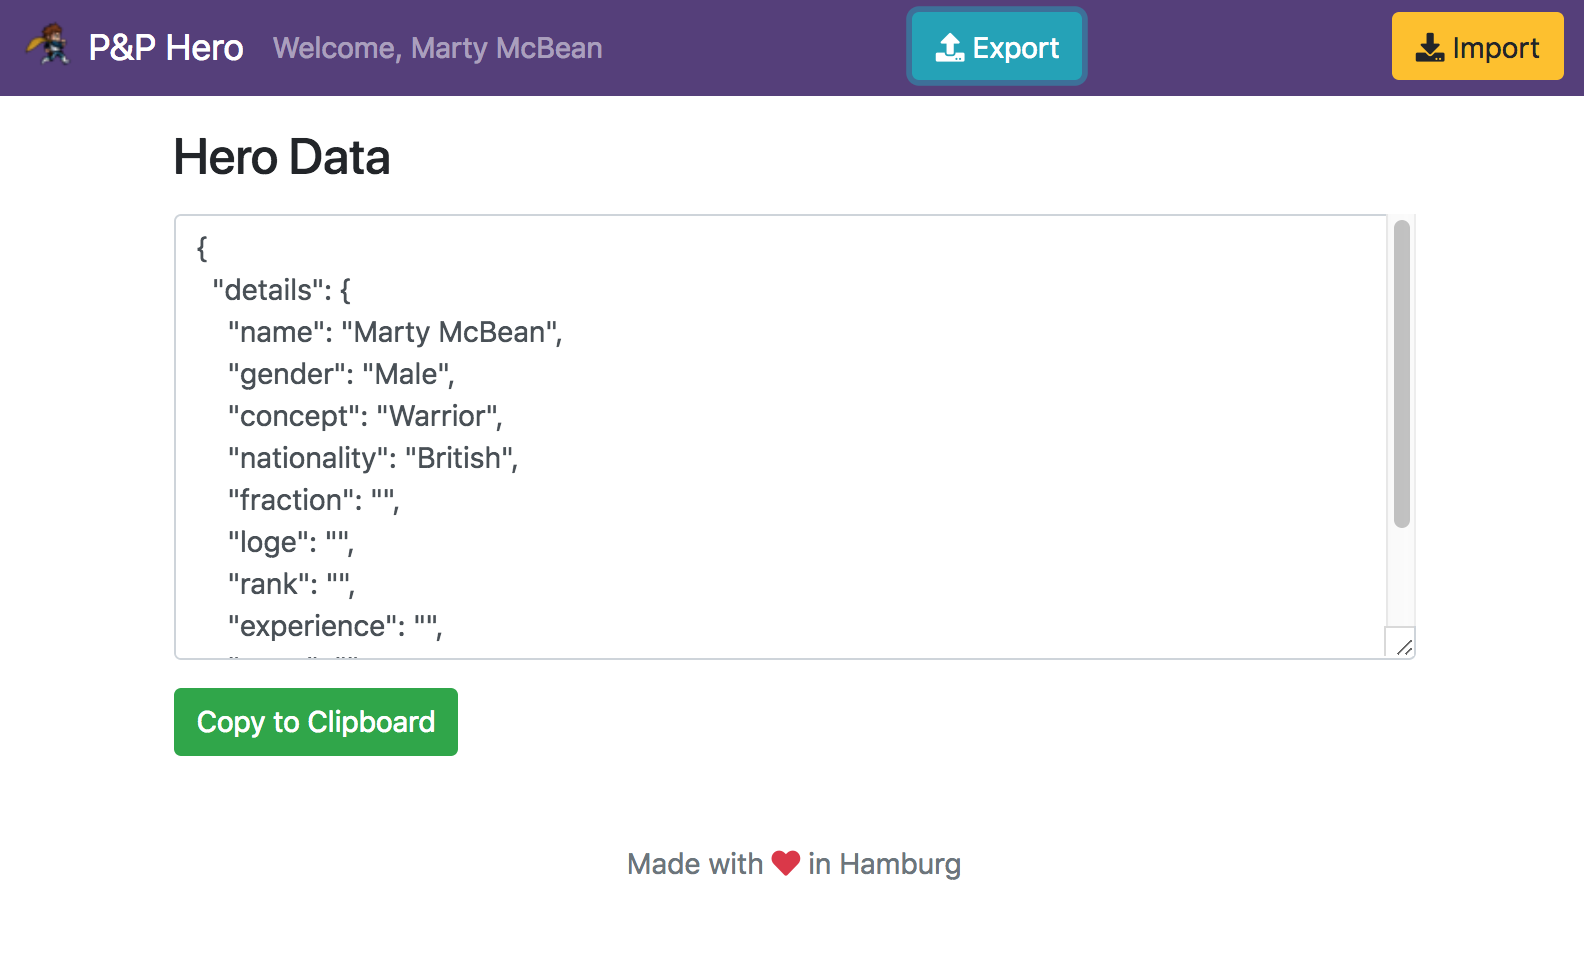 P&P Hero Welcome, Marty McBean Export Import
Hero Data
{
"details": {
"name": "Marty McBean",
"gender": "Male",
"concept": "Warrior",
"nationality": "British",
"fraction": "",
"loge": "",
"rank": "",
"experience": "",
Copy to Clipboard
Made with ❤ in Hamburg